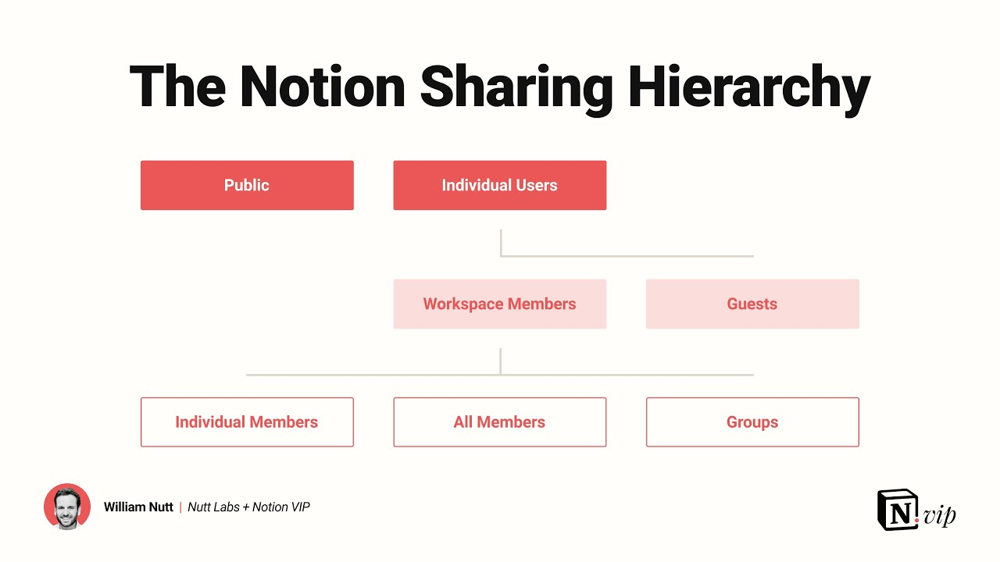 The Notion Sharing Hierarchy
Public
Individual Users
Workspace Members
Guests
Individual Members
All Members
Groups
William Nutt | Nutt Labs + Notion VIP
N.vip